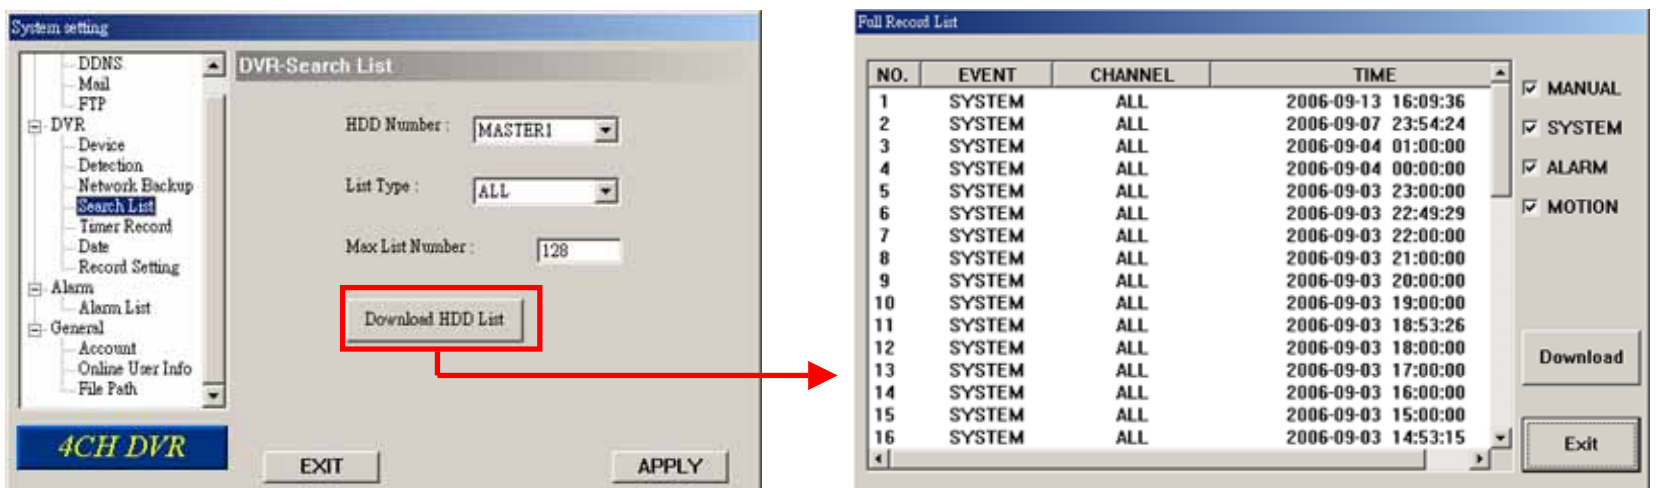 System setting
DDNS
Mail
FTP
DVR
Device
Detection
Network Backup
Search List
Timer Record
Date
Record Setting
Alarm
Alarm List
General
Account
Online User Info
File Path
4CH DVR
DVR-Search List
HDD Number : MASTER1
List Type : ALL
Max List Number : 128
Download HDD List
EXIT APPLY
Full Record List
NO. EVENT CHANNEL TIME
1 SYSTEM ALL 2006-09-13 16:09:36
2 SYSTEM ALL 2006-09-07 23:54:24
3 SYSTEM ALL 2006-09-04 01:00:00
4 SYSTEM ALL 2006-09-04 00:00:00
5 SYSTEM ALL 2006-09-03 23:00:00
6 SYSTEM ALL 2006-09-03 22:49:29
7 SYSTEM ALL 2006-09-03 22:00:00
8 SYSTEM ALL 2006-09-03 21:00:00
9 SYSTEM ALL 2006-09-03 20:00:00
10 SYSTEM ALL 2006-09-03 19:00:00
11 SYSTEM ALL 2006-09-03 18:53:26
12 SYSTEM ALL 2006-09-03 18:00:00
13 SYSTEM ALL 2006-09-03 17:00:00
14 SYSTEM ALL 2006-09-03 16:00:00
15 SYSTEM ALL 2006-09-03 15:00:00
16 SYSTEM ALL 2006-09-03 14:53:15
MANUAL
SYSTEM
ALARM
MOTION
Download
Exit